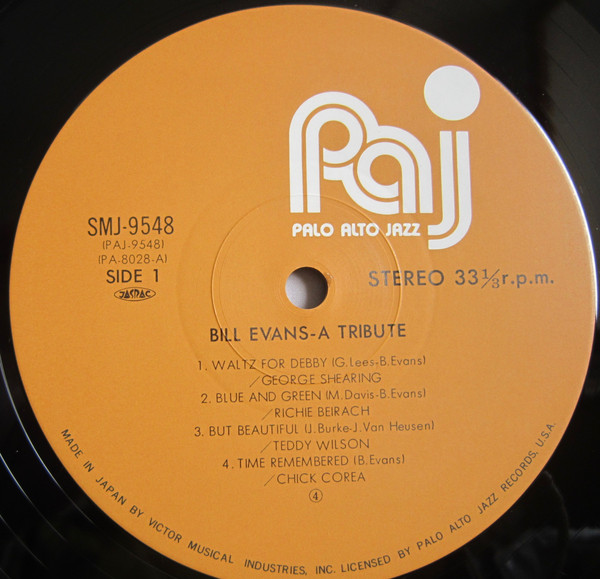 Paj
PALO ALTO JAZZ
SMJ-9548
(PAJ-9548)
(PA-8028-A)
SIDE 1
JASRAC
STEREO 33 1/3 r.p.m.
BILL EVANS-A TRIBUTE
1. WALTZ FOR DEBBY (G.Lees-B.Evans)
/GEORGE SHEARING
2. BLUE AND GREEN (M.Davis-B.Evans)
/RICHIE BEIRACH
3. BUT BEAUTIFUL (J.Burke-J.Van Heusen)
/TEDDY WILSON
4. TIME REMEMBERED (B.Evans)
/CHICK COREA
④
MADE IN JAPAN BY VICTOR MUSICAL INDUSTRIES, INC. LICENSED BY PALO ALTO JAZZ RECORDS. U.S.A.